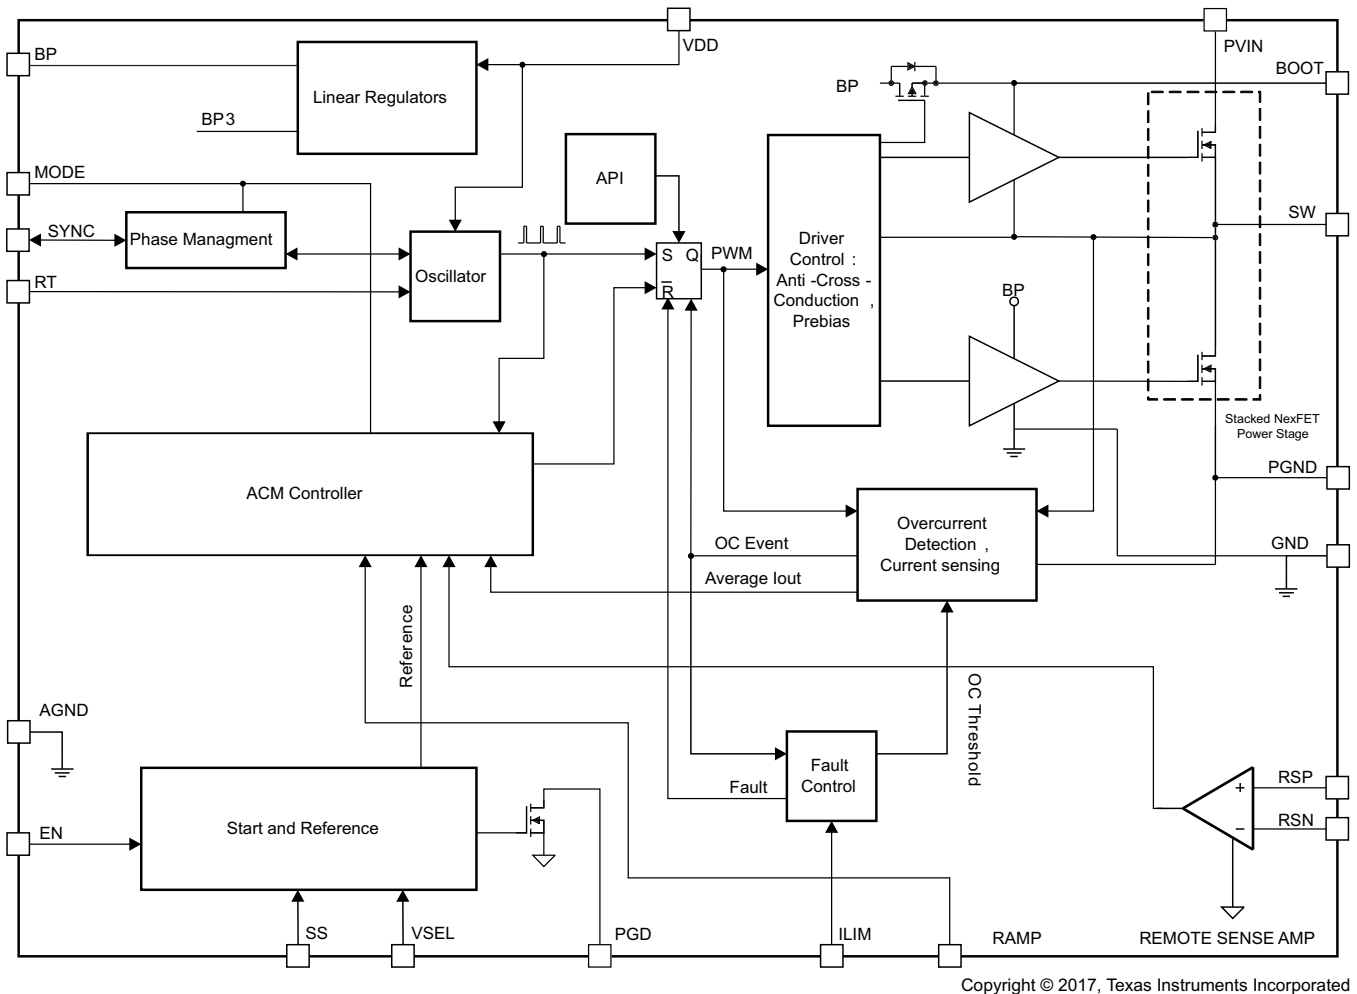 VDD
PVIN
BP
Linear Regulators
BP3
BP
BOOT
MODE
API
SYNC
Phase Managment
SW
RT
Oscillator
S Q
R
PWM
Driver
Control :
Anti -Cross -
Conduction ,
Prebias
BP
Stacked NexFET
Power Stage
PGND
ACM Controller
Overcurrent
Detection ,
Current sensing
OC Event
Average Iout
GND
Reference
OC Threshold
AGND
Fault
Control
Fault
+
−
RSP
RSN
EN
Start and Reference
SS
VSEL
PGD
ILIM
RAMP
REMOTE SENSE AMP
Copyright © 2017, Texas Instruments Incorporated